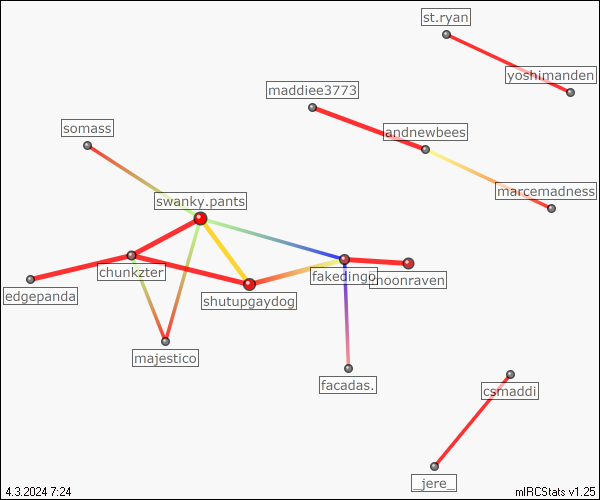 st.ryan
yoshimanden
maddiee3773
andnewbees
somass
marcemadness
swanky.pants
chunkzter
fakedingo
moonraven
edgepanda
shutupgaydog
majestico
facadas.
csmaddi
_jere_
4.3.2024 7:24
mIRCStats v1.25